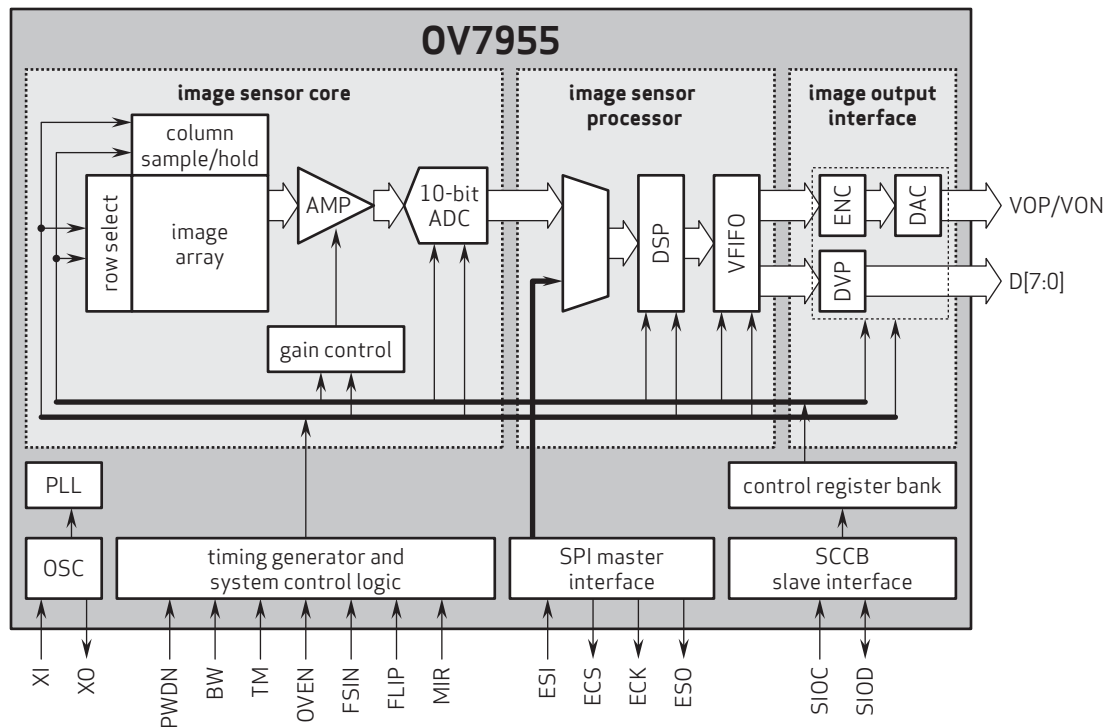 OV7955
image sensor core
image sensor
processor
image output
interface
column
sample/hold
row select
image
array
AMP
10-bit
ADC
DSP
VFIFO
ENC
DAC
DVP
VOP/VON
D[7:0]
gain control
PLL
control register bank
OSC
timing generator and
system control logic
SPI master
interface
SCCB
slave interface
XI
XO
PWDN
BW
TM
OVEN
FSIN
FLIP
MIR
ESI
ECS
ECK
ESO
SIOC
SIOD